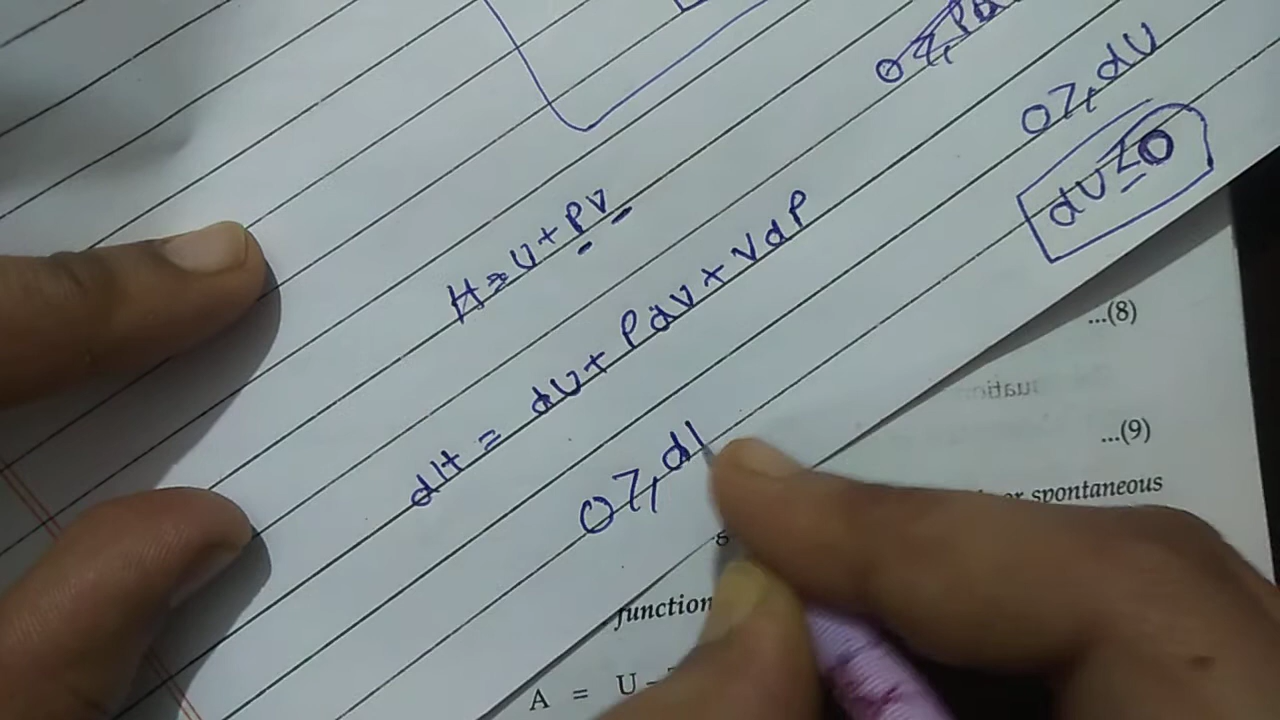 0 ≥ dU
dU ≤ 0
H = U + PV
dH = dU + PdV + VdP
0 ≥ d
...(8)
...(9)
spontaneous
function
A = U –